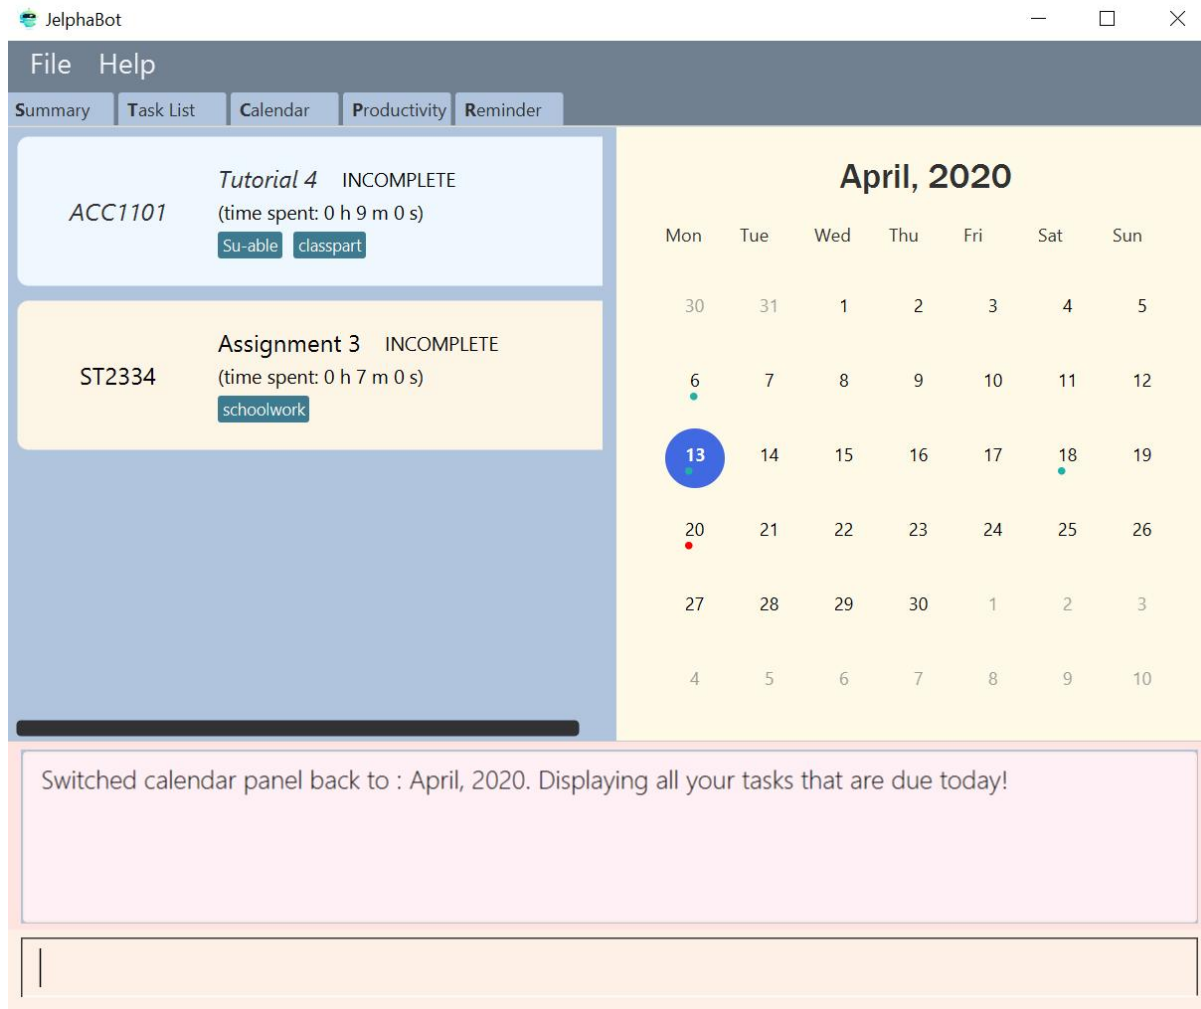 JelphaBot
File Help
Summary Task List Calendar Productivity Reminder
ACC1101
Tutorial 4 INCOMPLETE
(time spent: 0 h 9 m 0 s)
Su-able classpart
ST2334
Assignment 3 INCOMPLETE
(time spent: 0 h 7 m 0 s)
schoolwork
April, 2020
Mon Tue Wed Thu Fri Sat Sun
30 31 1 2 3 4 5
6 7 8 9 10 11 12
13 14 15 16 17 18 19
20 21 22 23 24 25 26
27 28 29 30 1 2 3
4 5 6 7 8 9 10
Switched calendar panel back to : April, 2020. Displaying all your tasks that are due today!